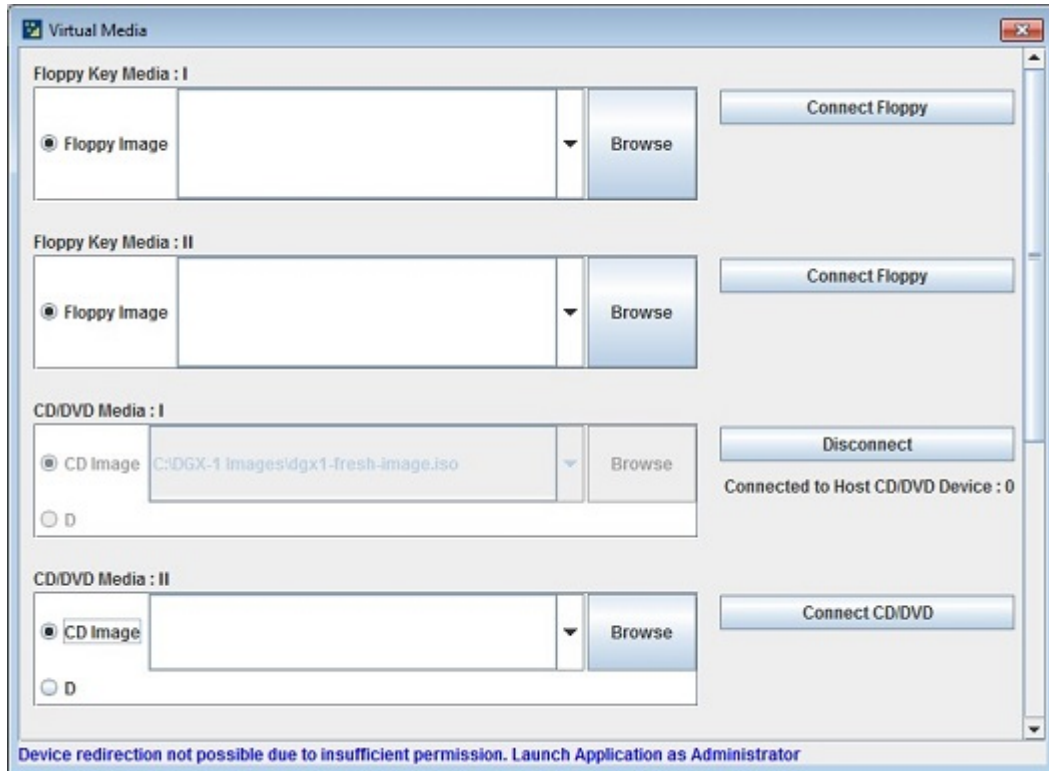 Virtual Media
Floppy Key Media : I
Floppy Image
Browse
Connect Floppy
Floppy Key Media : II
Floppy Image
Browse
Connect Floppy
CD/DVD Media : I
CD Image
C:\DGX-1 Images\dgx1-fresh-image.iso
Browse
Disconnect
Connected to Host CD/DVD Device : 0
D
CD/DVD Media : II
CD Image
Browse
Connect CD/DVD
D
Device redirection not possible due to insufficient permission. Launch Application as Administrator